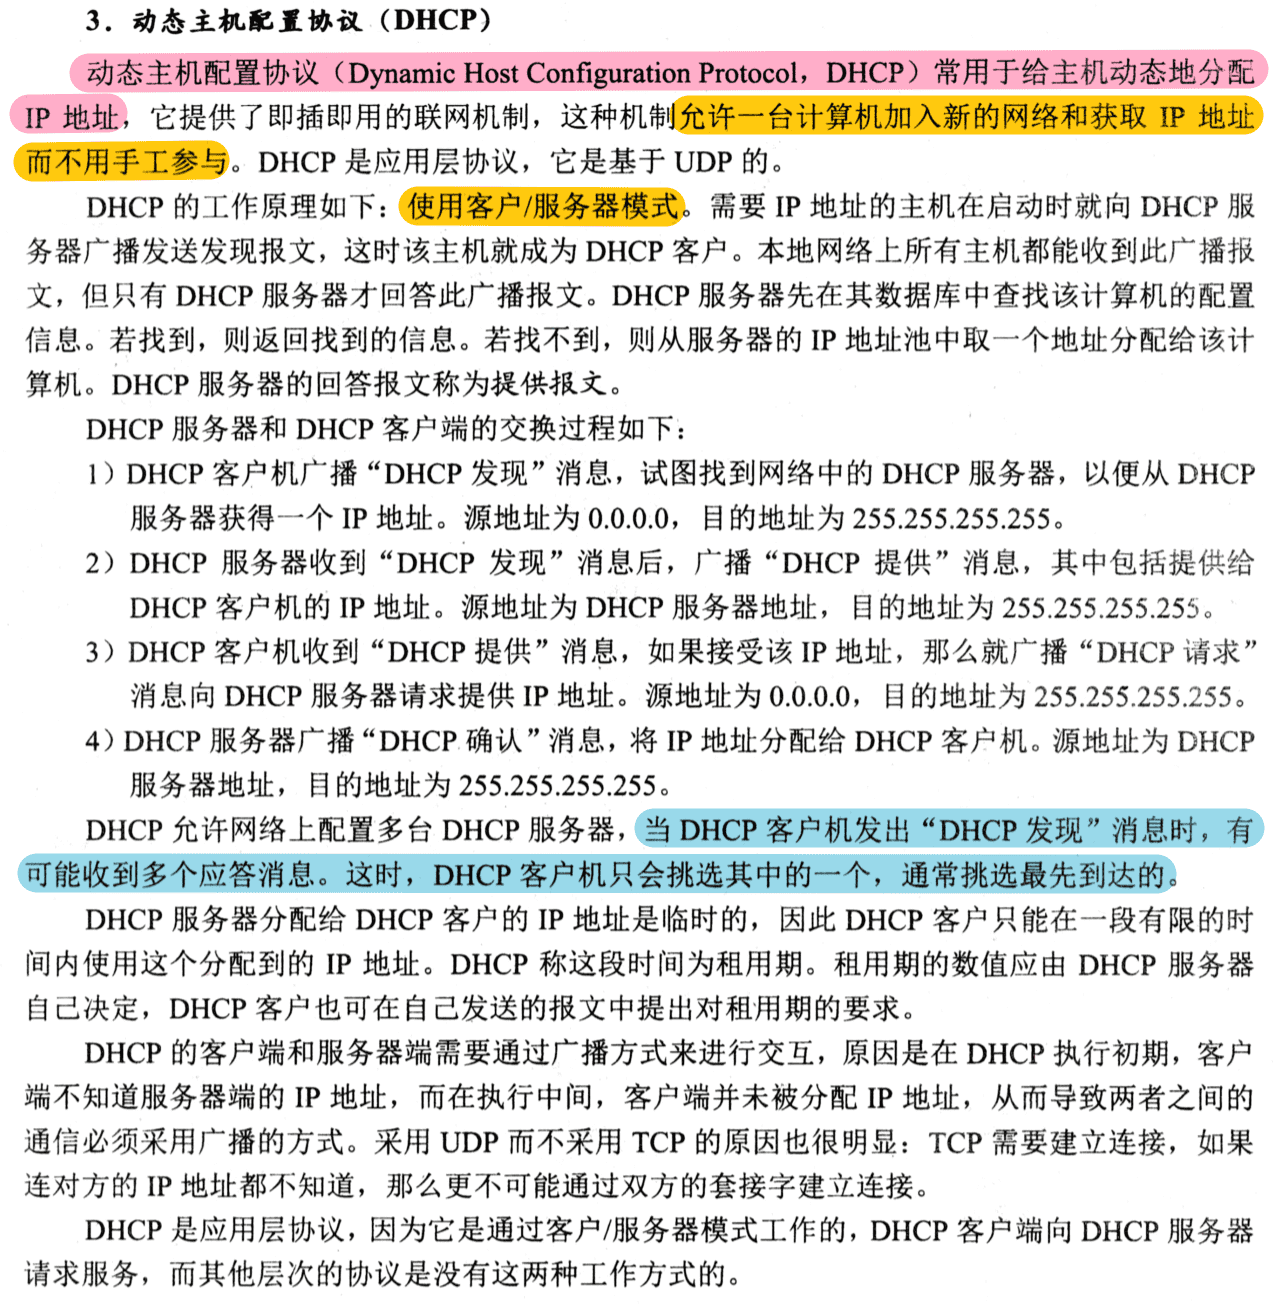 3．动态主机配置协议（DHCP）
动态主机配置协议（Dynamic Host Configuration Protocol，DHCP）常用于给主机动态地分配
IP 地址，它提供了即插即用的联网机制，这种机制允许一台计算机加入新的网络和获取 IP 地址
而不用手工参与。DHCP 是应用层协议，它是基于 UDP 的。
DHCP 的工作原理如下：使用客户/服务器模式。需要 IP 地址的主机在启动时就向 DHCP 服
务器广播发送发现报文，这时该主机就成为 DHCP 客户。本地网络上所有主机都能收到此广播报
文，但只有 DHCP 服务器才回答此广播报文。DHCP 服务器先在其数据库中查找该计算机的配置
信息。若找到，则返回找到的信息。若找不到，则从服务器的 IP 地址池中取一个地址分配给该计
算机。DHCP 服务器的回答报文称为提供报文。
DHCP 服务器和 DHCP 客户端的交换过程如下：
1）DHCP 客户机广播“DHCP 发现”消息，试图找到网络中的 DHCP 服务器，以便从 DHCP
服务器获得一个 IP 地址。源地址为 0.0.0.0，目的地址为 255.255.255.255。
2）DHCP 服务器收到“DHCP 发现”消息后，广播“DHCP 提供”消息，其中包括提供给
DHCP 客户机的 IP 地址。源地址为 DHCP 服务器地址，目的地址为 255.255.255.255。
3）DHCP 客户机收到“DHCP 提供”消息，如果接受该 IP 地址，那么就广播“DHCP 请求”
消息向 DHCP 服务器请求提供 IP 地址。源地址为 0.0.0.0，目的地址为 255.255.255.255。
4）DHCP 服务器广播“DHCP 确认”消息，将 IP 地址分配给 DHCP 客户机。源地址为 DHCP
服务器地址，目的地址为 255.255.255.255。
DHCP 允许网络上配置多台 DHCP 服务器，当 DHCP 客户机发出“DHCP 发现”消息时，有
可能收到多个应答消息。这时，DHCP 客户机只会挑选其中的一个，通常挑选最先到达的。
DHCP 服务器分配给 DHCP 客户的 IP 地址是临时的，因此 DHCP 客户只能在一段有限的时
间内使用这个分配到的 IP 地址。DHCP 称这段时间为租用期。租用期的数值应由 DHCP 服务器
自己决定，DHCP 客户也可在自己发送的报文中提出对租用期的要求。
DHCP 的客户端和服务器端需要通过广播方式来进行交互，原因是在 DHCP 执行初期，客户
端不知道服务器端的 IP 地址，而在执行中间，客户端并未被分配 IP 地址，从而导致两者之间的
通信必须采用广播的方式。采用 UDP 而不采用 TCP 的原因也很明显：TCP 需要建立连接，如果
连对方的 IP 地址都不知道，那么更不可能通过双方的套接字建立连接。
DHCP 是应用层协议，因为它是通过客户/服务器模式工作的，DHCP 客户端向 DHCP 服务器
请求服务，而其他层次的协议是没有这两种工作方式的。